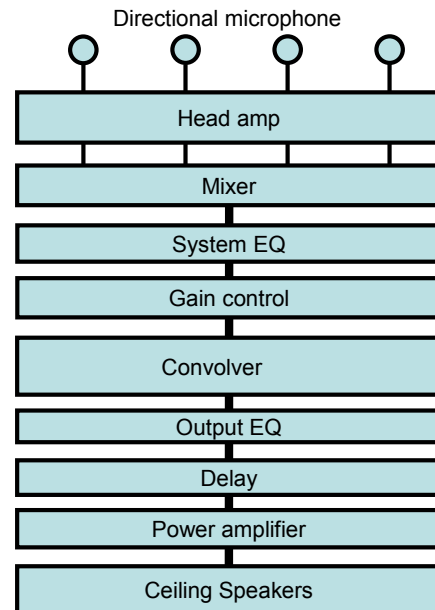 Directional microphone
Head amp
Mixer
System EQ
Gain control
Convolver
Output EQ
Delay
Power amplifier
Ceiling Speakers